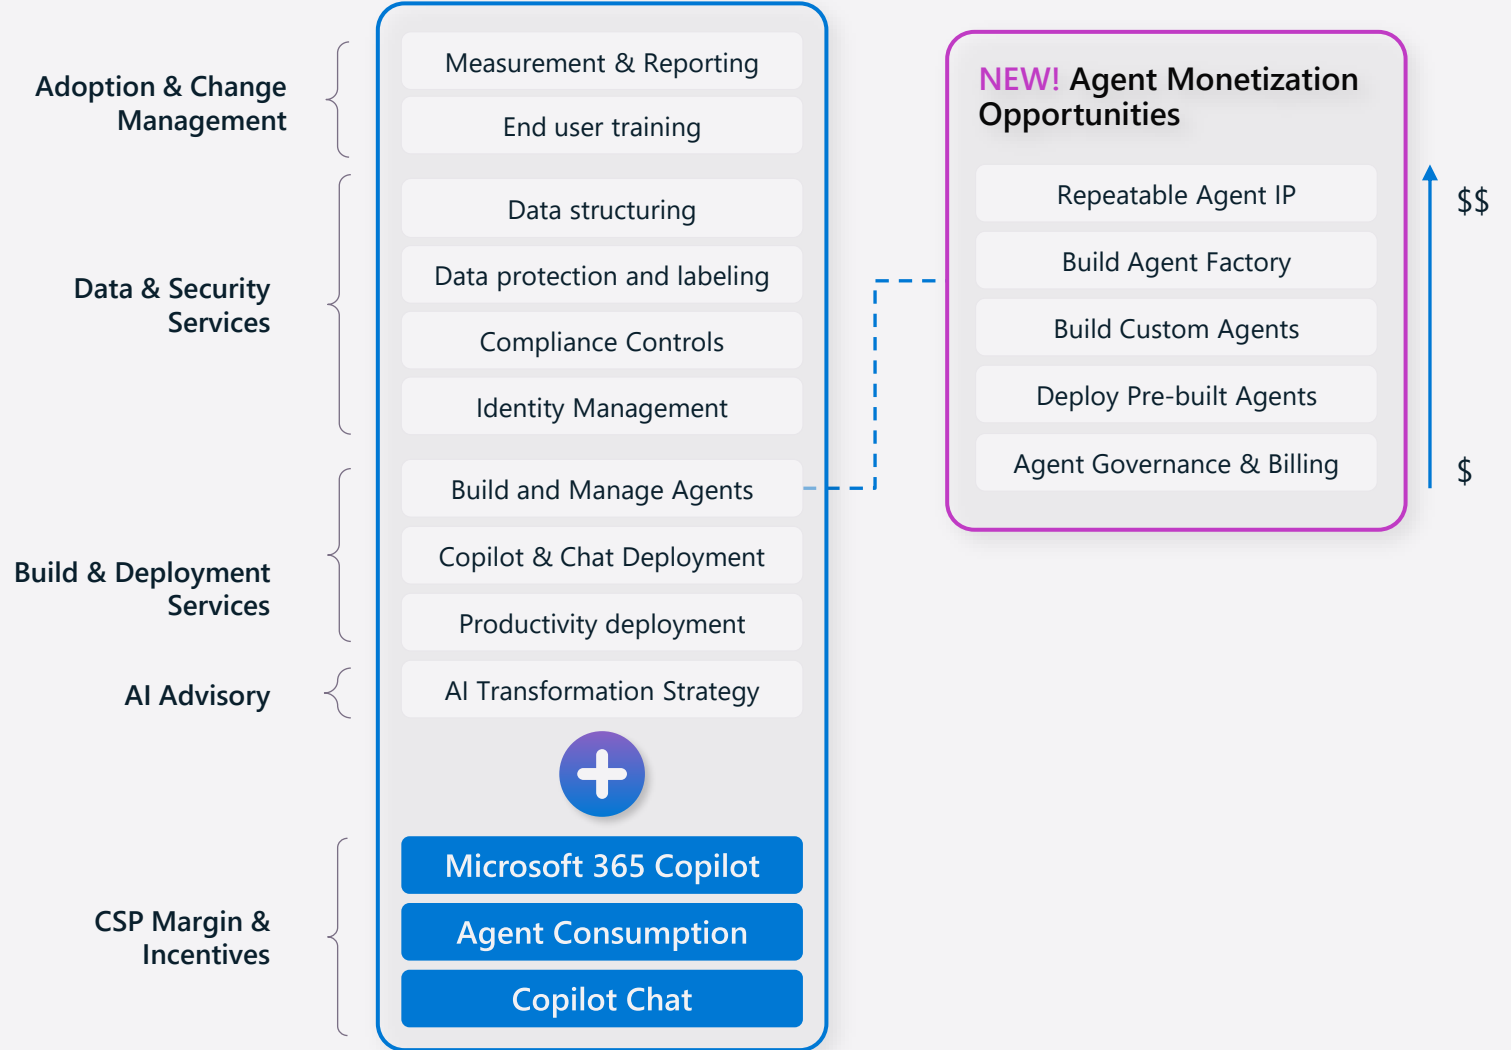 Adoption & Change
Management
Measurement & Reporting
End user training
Data & Security
Services
Data structuring
Data protection and labeling
Compliance Controls
Identity Management
Build & Deployment
Services
Build and Manage Agents
Copilot & Chat Deployment
Productivity deployment
AI Advisory
AI Transformation Strategy
CSP Margin &
Incentives
Microsoft 365 Copilot
Agent Consumption
Copilot Chat
NEW! Agent Monetization
Opportunities
Repeatable Agent IP
Build Agent Factory
Build Custom Agents
Deploy Pre-built Agents
Agent Governance & Billing
$$
$